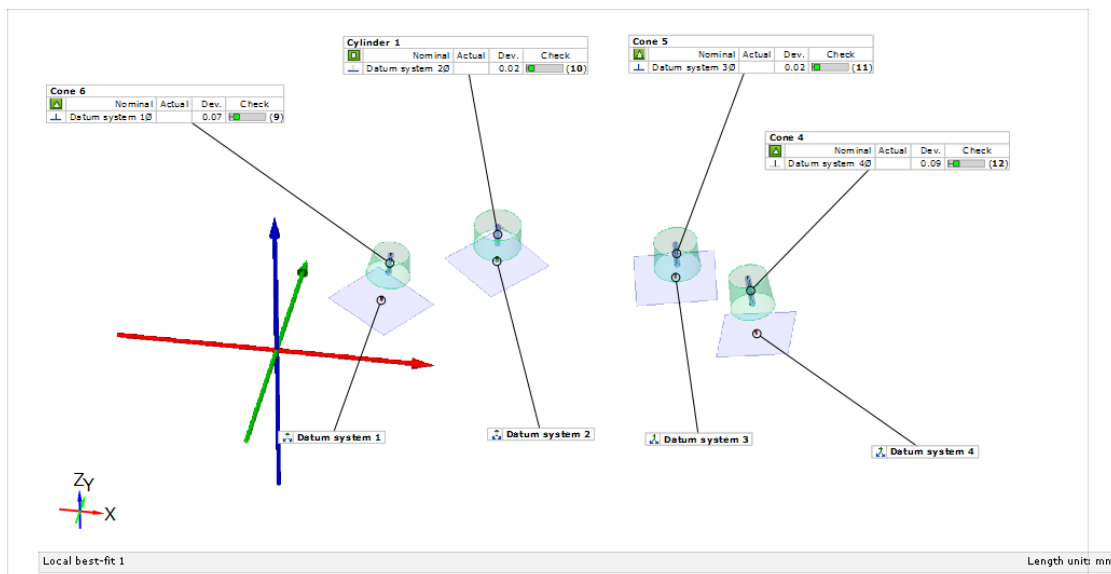 Cylinder 1
Nominal Actual Dev. Check
Datum system 2Ø 0.02 (10)
Cone 5
Nominal Actual Dev. Check
Datum system 3Ø 0.02 (11)
Cone 6
Nominal Actual Dev. Check
Datum system 1Ø 0.07 (9)
Cone 4
Nominal Actual Dev. Check
Datum system 4Ø 0.09 (12)
Datum system 1
Datum system 2
Datum system 3
Datum system 4
Z Y
X
Local best-fit 1
Length unit: mm